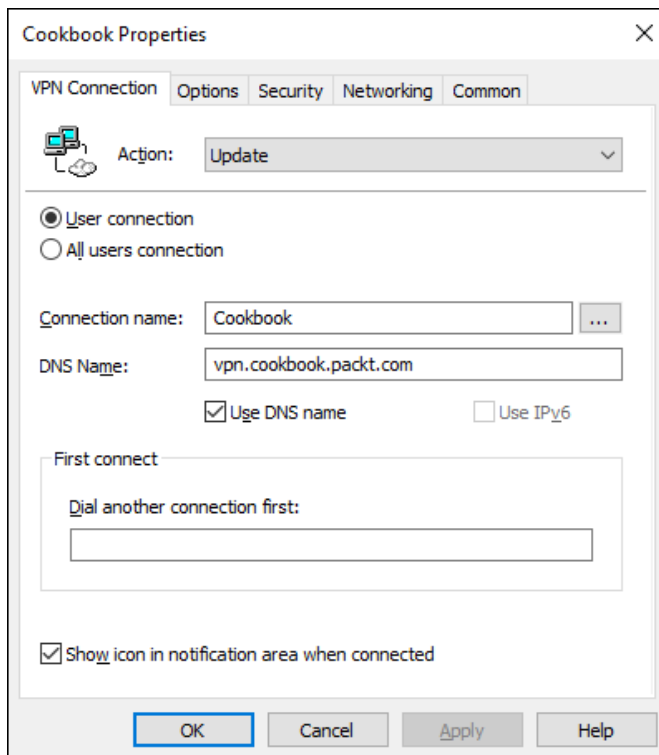 Cookbook Properties
VPN Connection Options Security Networking Common
Action: Update
User connection
All users connection
Connection name: Cookbook ...
DNS Name: vpn.cookbook.packt.com
Use DNS name Use IPv6
First connect
Dial another connection first:
Show icon in notification area when connected
OK Cancel Apply Help